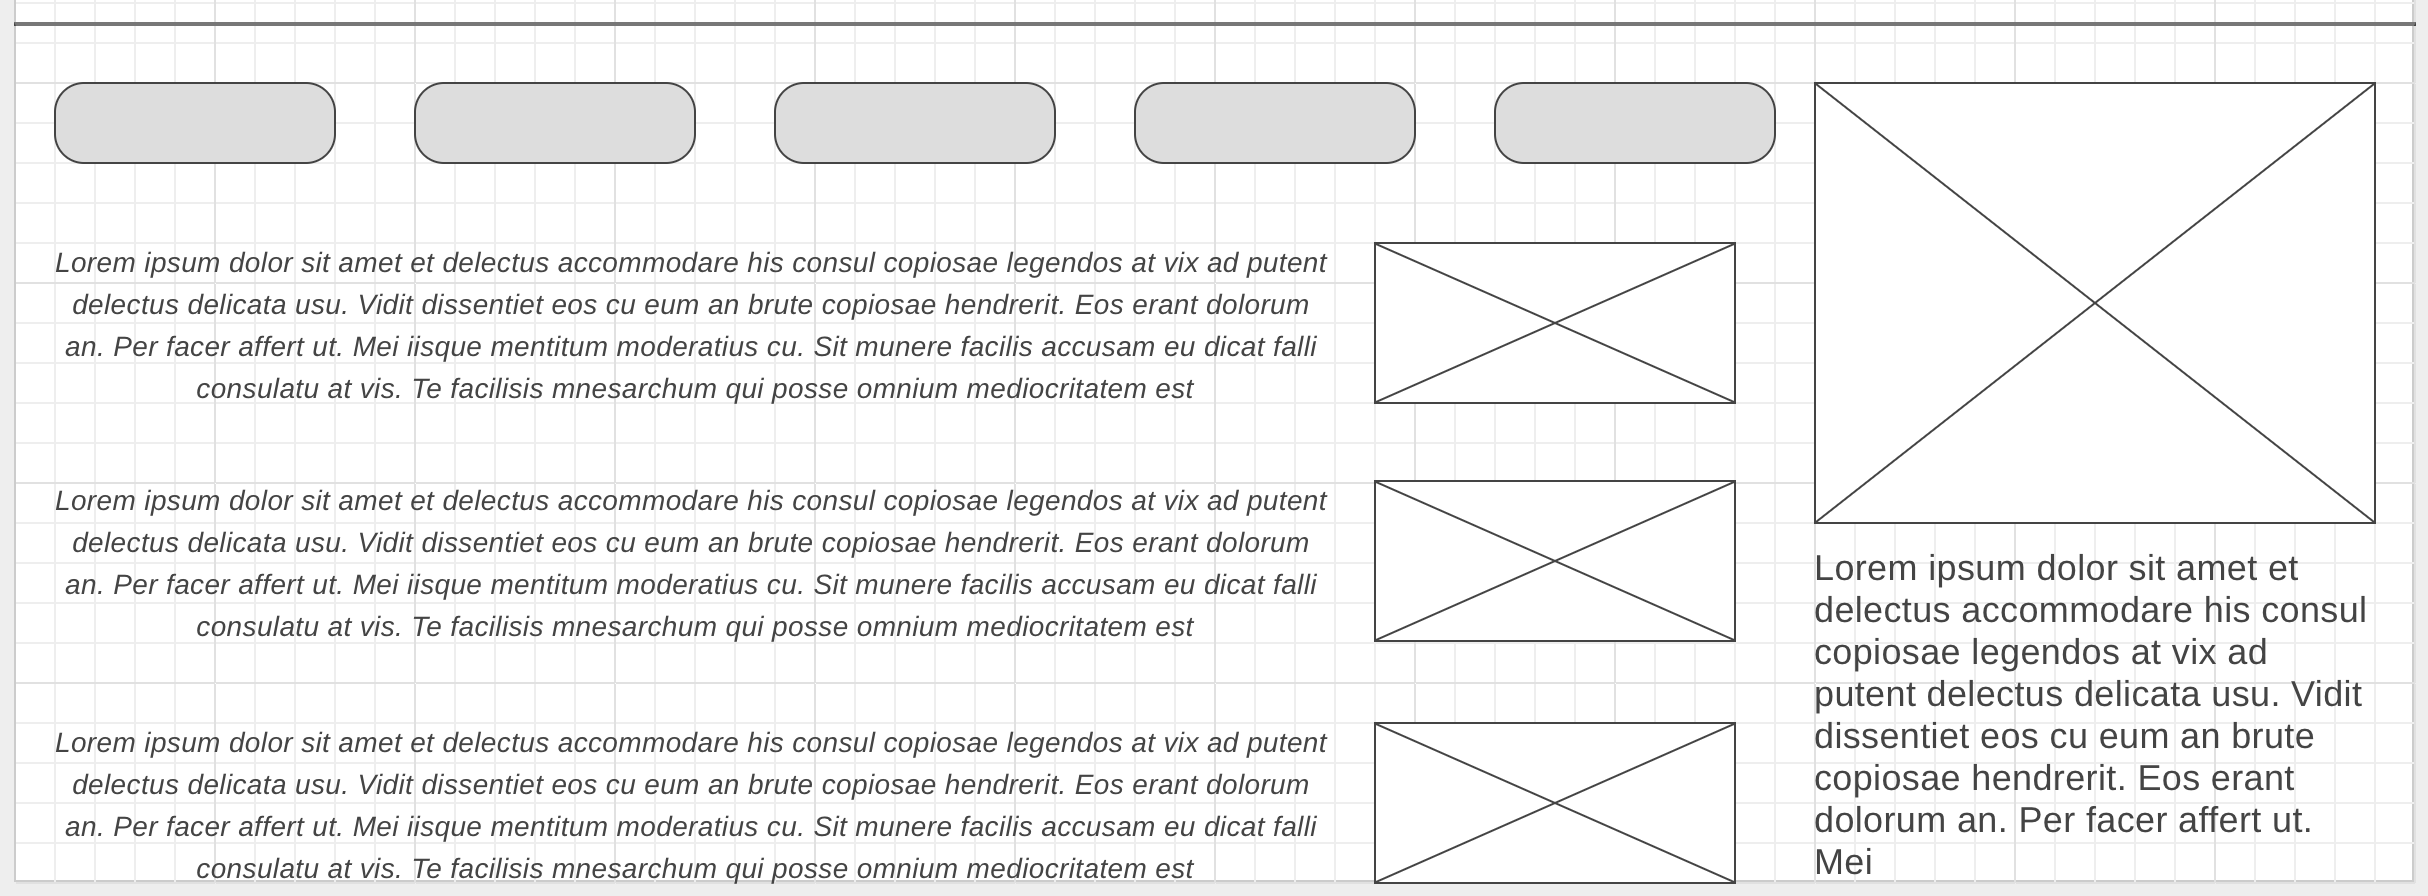 Lorem ipsum dolor sit amet et delectus accommodare his consul copiosae legendos at vix ad putent
delectus delicata usu. Vidit dissentiet eos cu eum an brute copiosae hendrerit. Eos erant dolorum
an. Per facer affert ut. Mei iisque mentitum moderatius cu. Sit munere facilis accusam eu dicat falli
consulatu at vis. Te facilisis mnesarchum qui posse omnium mediocritatem est
Lorem ipsum dolor sit amet et delectus accommodare his consul copiosae legendos at vix ad putent
delectus delicata usu. Vidit dissentiet eos cu eum an brute copiosae hendrerit. Eos erant dolorum
an. Per facer affert ut. Mei iisque mentitum moderatius cu. Sit munere facilis accusam eu dicat falli
consulatu at vis. Te facilisis mnesarchum qui posse omnium mediocritatem est
Lorem ipsum dolor sit amet et delectus accommodare his consul copiosae legendos at vix ad putent
delectus delicata usu. Vidit dissentiet eos cu eum an brute copiosae hendrerit. Eos erant dolorum
an. Per facer affert ut. Mei iisque mentitum moderatius cu. Sit munere facilis accusam eu dicat falli
consulatu at vis. Te facilisis mnesarchum qui posse omnium mediocritatem est
Lorem ipsum dolor sit amet et
delectus accommodare his consul
copiosae legendos at vix ad
putent delectus delicata usu. Vidit
dissentiet eos cu eum an brute
copiosae hendrerit. Eos erant
dolorum an. Per facer affert ut.
Mei